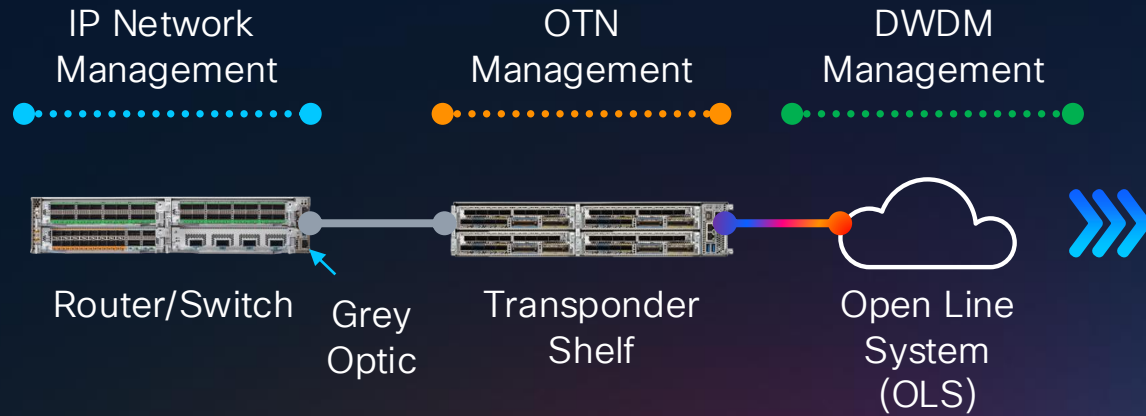 IP Network
Management
OTN
Management
DWDM
Management
Router/Switch
Grey
Optic
Transponder
Shelf
Open Line
System
(OLS)